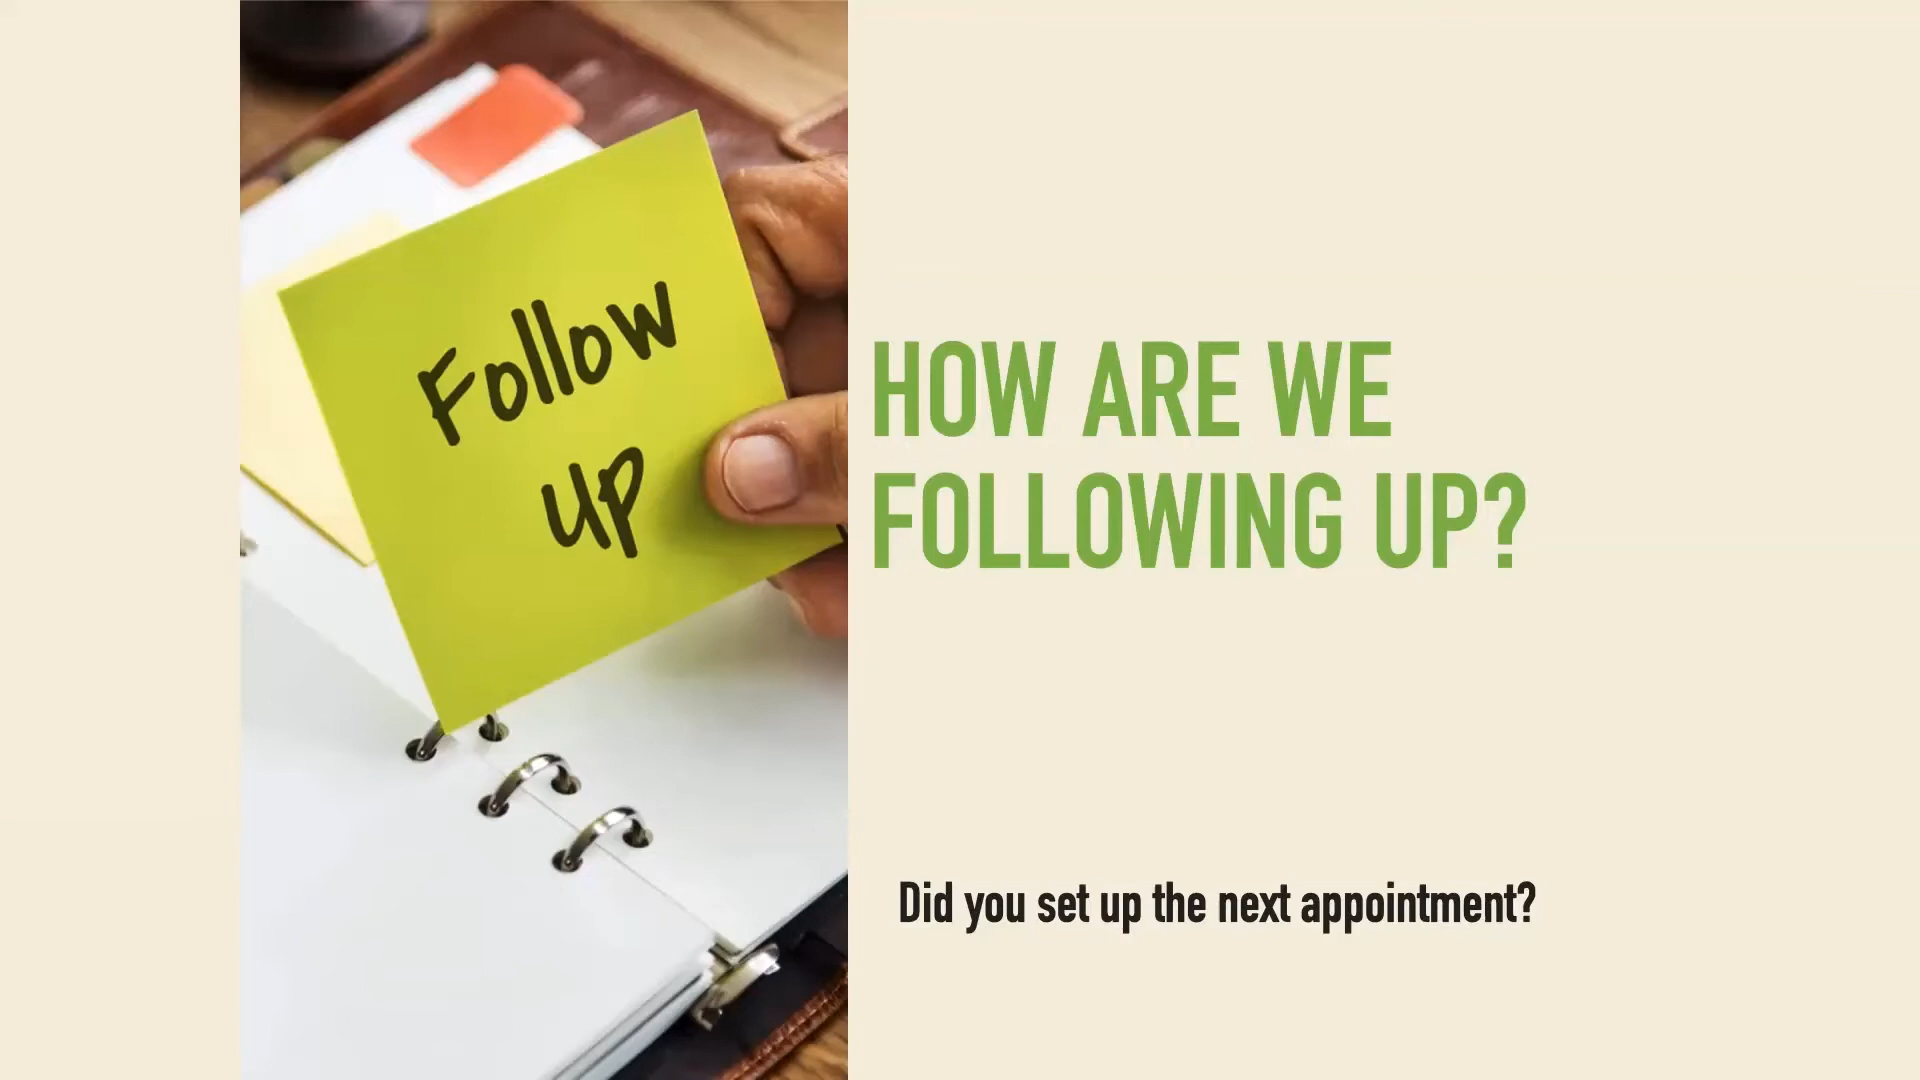 Follow
UP
HOW ARE WE
FOLLOWING UP?
Did you set up the next appointment?